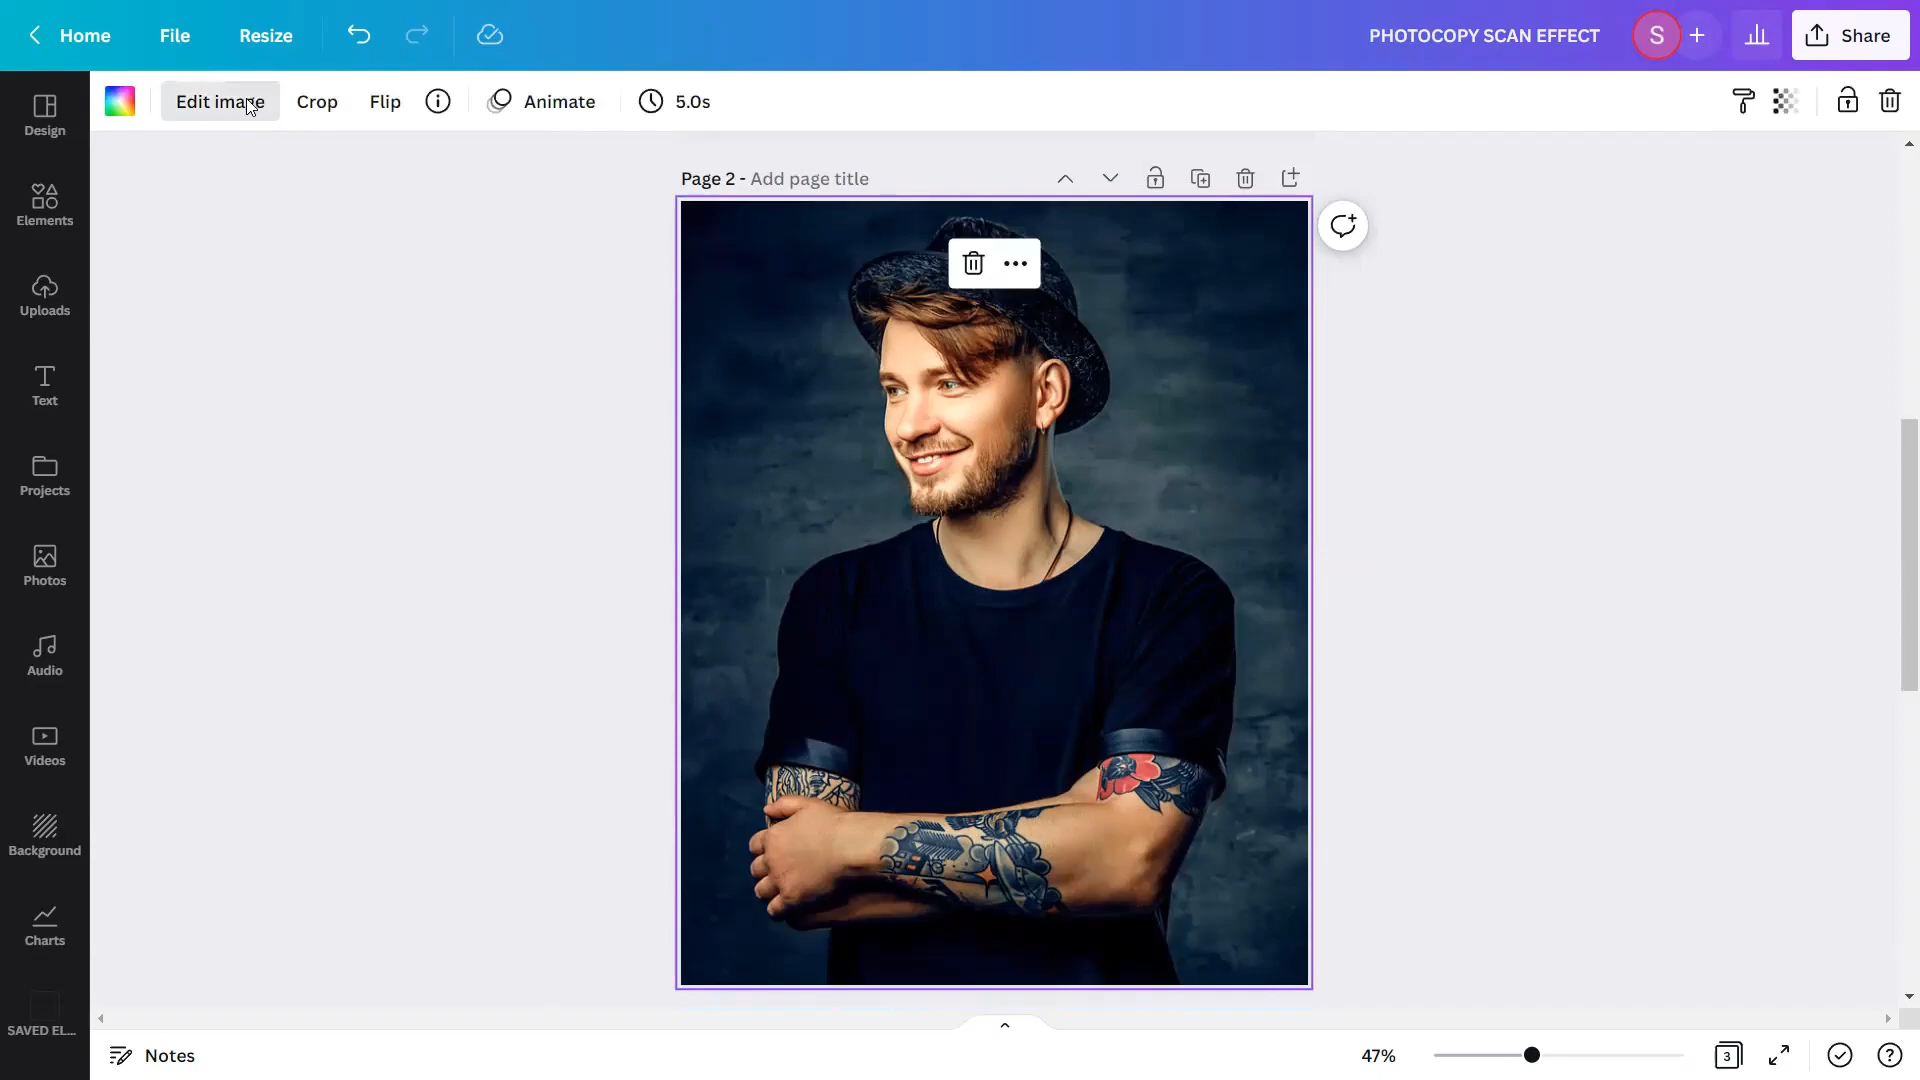 Home File Resize PHOTOCOPY SCAN EFFECT S Share
Edit image Crop Flip Animate 5.0s
Design
Elements
Uploads
Text
Projects
Photos
Audio
Videos
Background
Charts
SAVED EL...
Page 2 - Add page title
Notes 47% 3